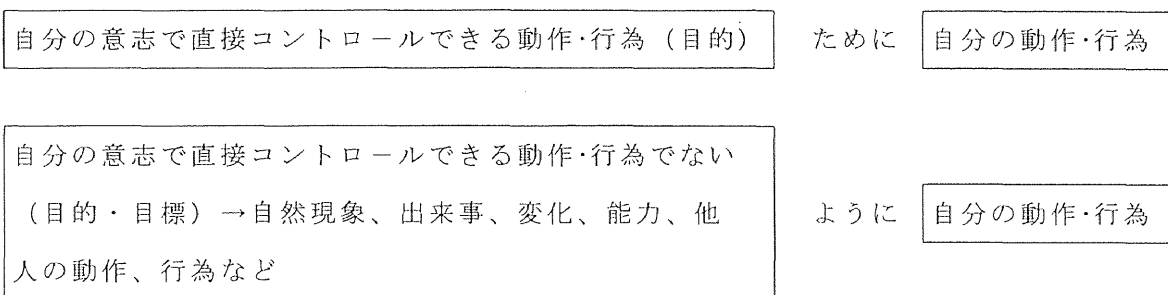 自分の意志で直接コントロールできる動作･行為（目的） ために 自分の動作･行為
自分の意志で直接コントロールできる動作･行為でない
（目的・目標）→自然現象、出来事、変化、能力、他 ように 自分の動作･行為
人の動作、行為など